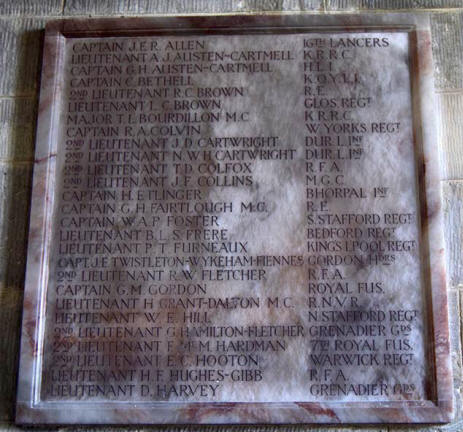 CAPTAIN J.E.R. ALLEN 16TH LANCERS
LIEUTENANT A.J. AUSTEN-CARTMELL K.R.R.C.
CAPTAIN G.H. AUSTEN-CARTMELL H.L.I.
CAPTAIN C. BETHELL K.O.Y.L.I.
2ND LIEUTENANT R.C. BROWN R.E.
LIEUTENANT L.C. BROWN GLOS. REGT
MAJOR T.L. BOURDILLON M.C. K.R.R.C.
CAPTAIN R.A. COLVIN W. YORKS REGT
2ND LIEUTENANT J.D. CARTWRIGHT DUR. L. INF
2ND LIEUTENANT N.W.H. CARTWRIGHT DUR. L. INF
2ND LIEUTENANT T.D. COLFOX R.F.A.
2ND LIEUTENANT J.F. COLLINS M.G.C.
CAPTAIN H.E. TLINGER BHORPAL INF
CAPTAIN G.H. FAIRTLOUGH M.C. R.E.
CAPTAIN W.A.P. FOSTER S. STAFFORD REGT
LIEUTENANT B.L.S. FRERE BEDFORD REGT
LIEUTENANT P.T. FURNEAUX KINGS L'POOL REGT
CAPT. J.E. TWISTLETON-WYKEHAM-FIENNES GORDON HDRS
2ND LIEUTENANT R.W. FLETCHER R.F.A.
CAPTAIN G.M. GORDON ROYAL FUS.
LIEUTENANT H. GRANT-DALTON M.C. R.N.V.R.
LIEUTENANT W.E. HILL N. STAFFORD REGT
2ND LIEUTENANT G. HAMILTON-FLETCHER GRENADIER GDS
2ND LIEUTENANT F. M. HARDMAN 7TH ROYAL FUS.
2ND LIEUTENANT E.C. HOOTON WARWICK REGT
LIEUTENANT H.F. HUGHES-GIBB R.F.A.
LIEUTENANT D. HARVEY GRENADIER GDS